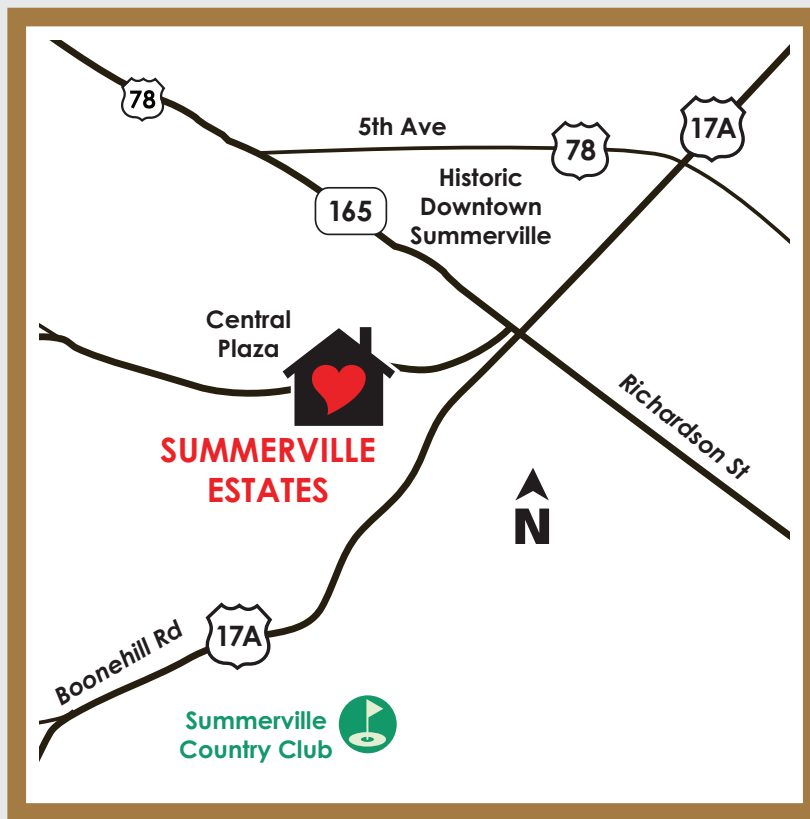 78
5th Ave
78
17A
165
Historic
Downtown
Summerville
Central
Plaza
SUMMERVILLE
ESTATES
Richardson St
N
Boonehill Rd
17A
Summerville
Country Club